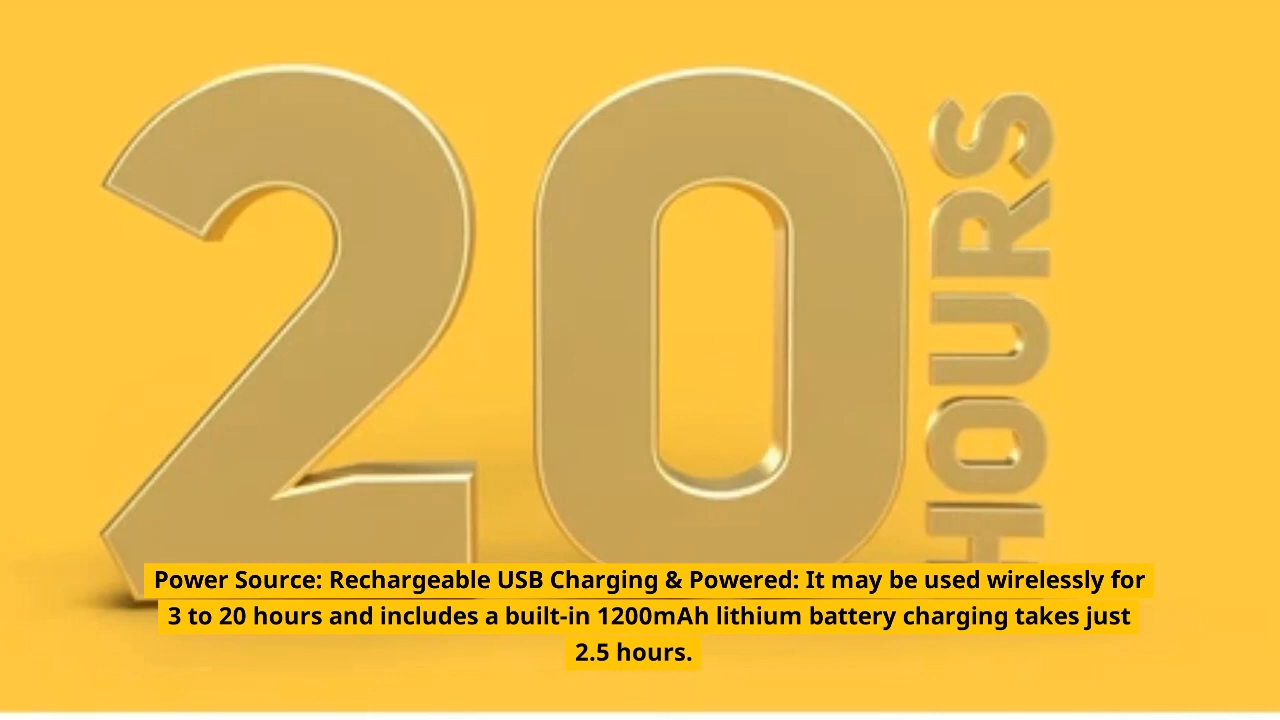 20
HOURS
Power Source: Rechargeable USB Charging & Powered: It may be used wirelessly for
3 to 20 hours and includes a built-in 1200mAh lithium battery charging takes just
2.5 hours.